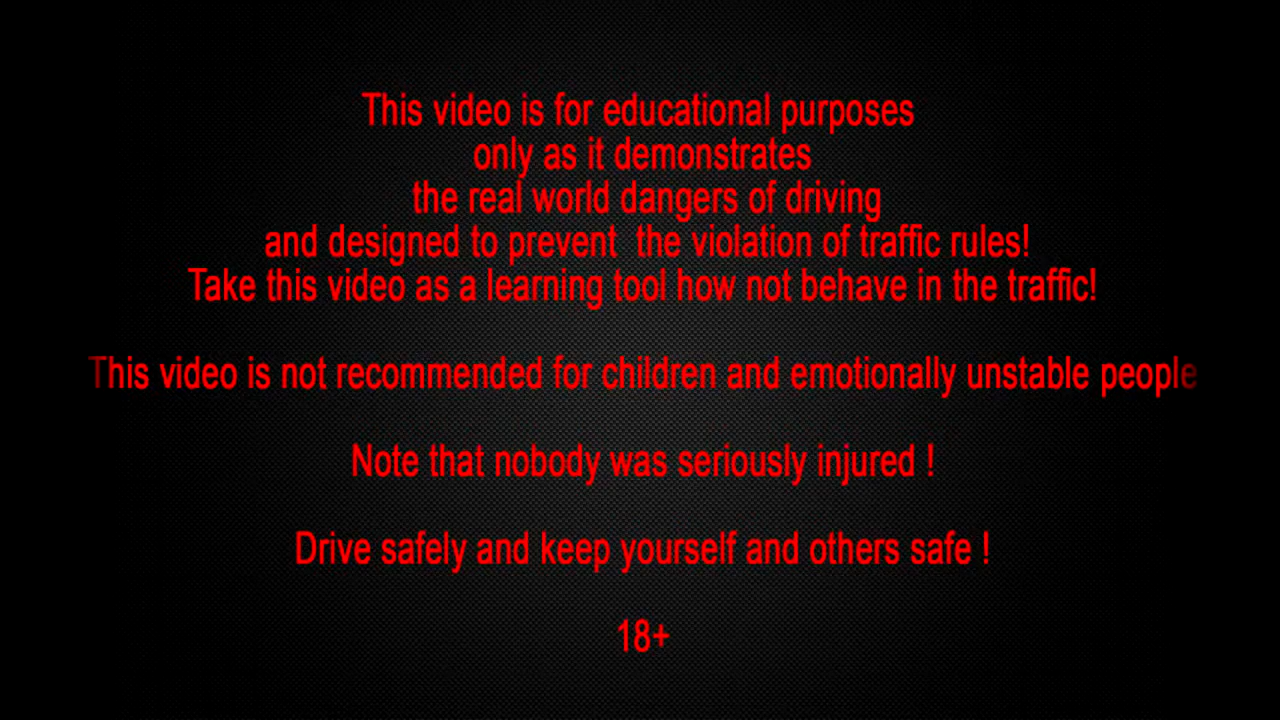 This video is for educational purposes
only as it demonstrates
the real world dangers of driving
and designed to prevent  the violation of traffic rules!
Take this video as a learning tool how not behave in the traffic!
This video is not recommended for children and emotionally unstable people
Note that nobody was seriously injured !
Drive safely and keep yourself and others safe !
18+